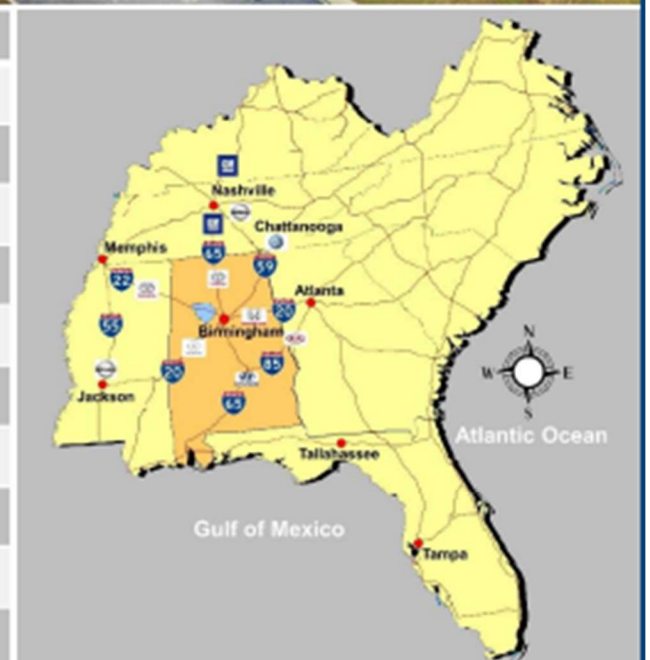 Nashville
Chattanooga
65
Memphis
59
22
Atlanta
20
55
Birmingham
20
85
Jackson
65
N
W E
S
Atlantic Ocean
Tallahassee
Gulf of Mexico
Tampa